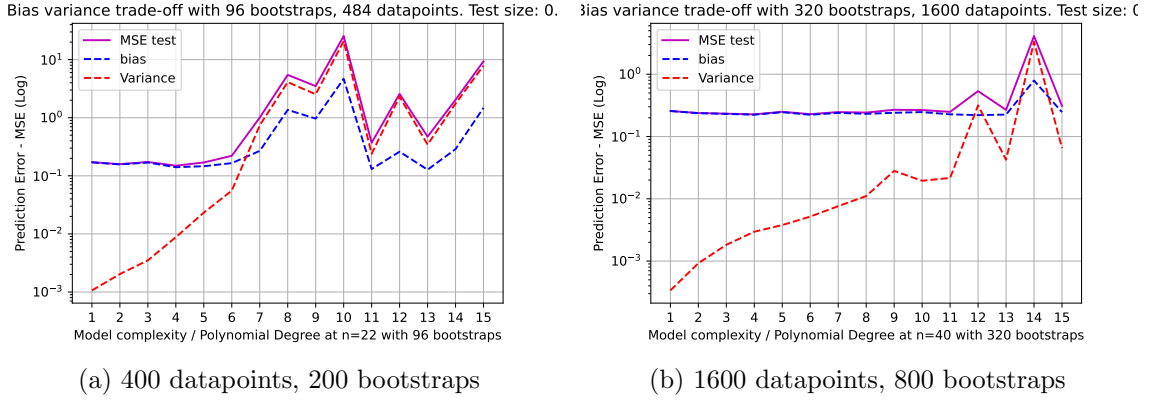 Bias variance trade-off with 96 bootstraps, 484 datapoints. Test size: 0.
MSE test
bias
Variance
Prediction Error - MSE (Log)
10¹
10⁰
10⁻¹
10⁻²
10⁻³
1 2 3 4 5 6 7 8 9 10 11 12 13 14 15
Model complexity / Polynomial Degree at n=22 with 96 bootstraps
(a) 400 datapoints, 200 bootstraps
Bias variance trade-off with 320 bootstraps, 1600 datapoints. Test size: 0
MSE test
bias
Variance
Prediction Error - MSE (Log)
10⁰
10⁻¹
10⁻²
10⁻³
1 2 3 4 5 6 7 8 9 10 11 12 13 14 15
Model complexity / Polynomial Degree at n=40 with 320 bootstraps
(b) 1600 datapoints, 800 bootstraps